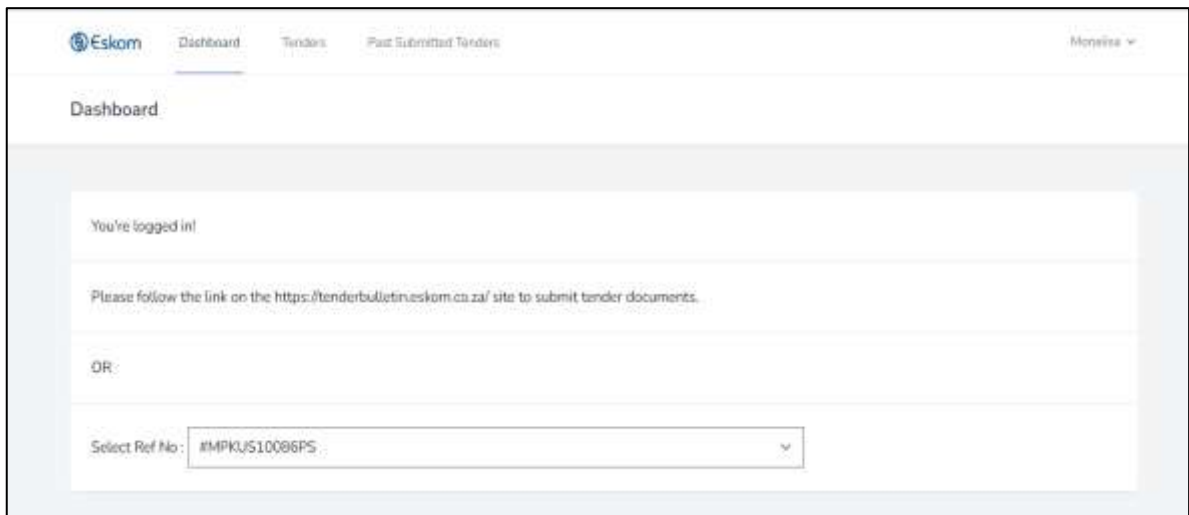 Eskom Dashboard Tenders Past Submitted Tenders
Dashboard
You're logged in!
Please follow the link on the https://tenderbulletin.eskom.co.za/ site to submit tender documents.
OR
Select Ref No : #MPKUS10086PS